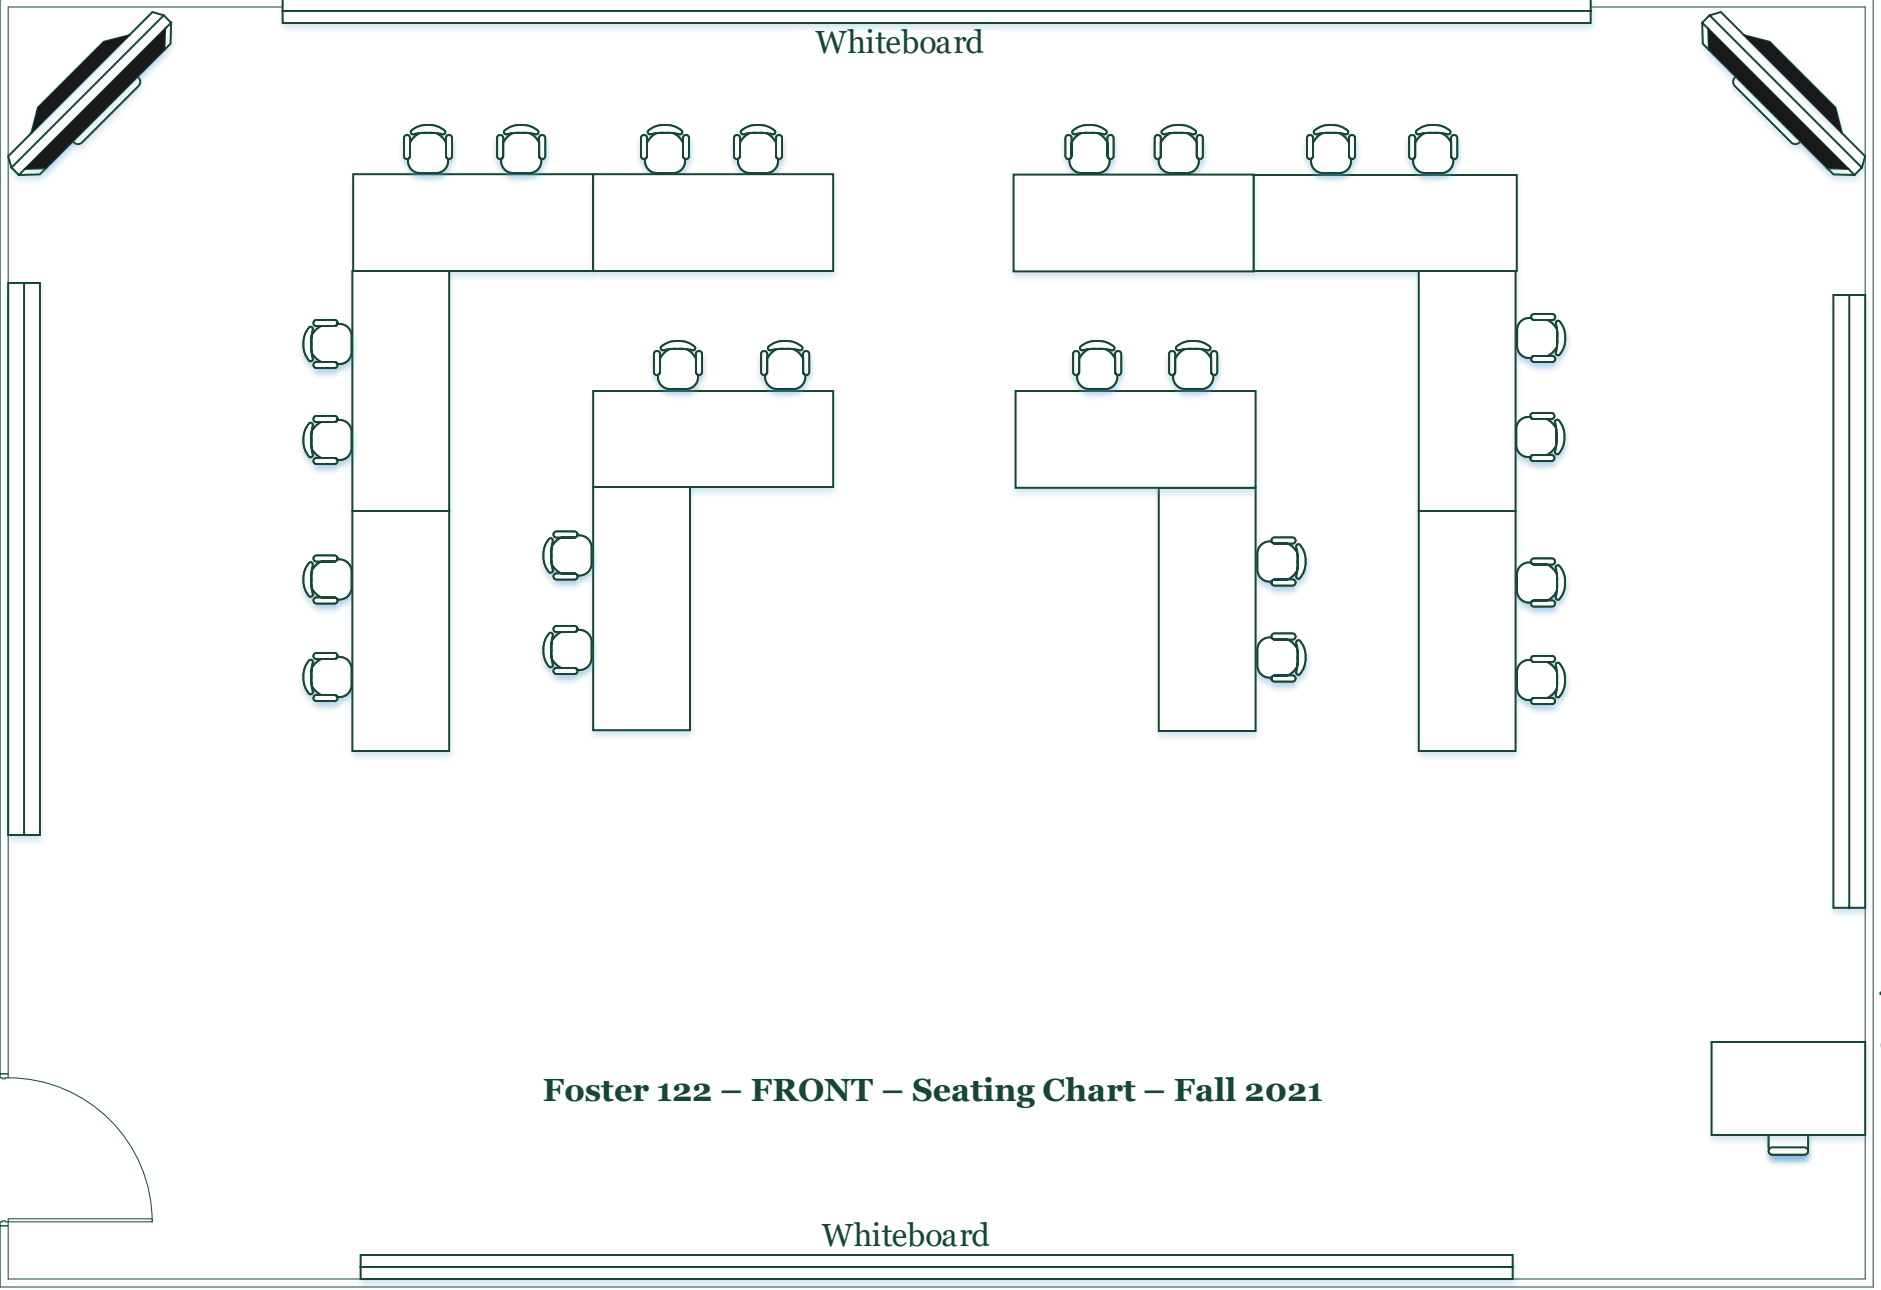 Whiteboard
Foster 122 – FRONT – Seating Chart – Fall 2021
Whiteboard